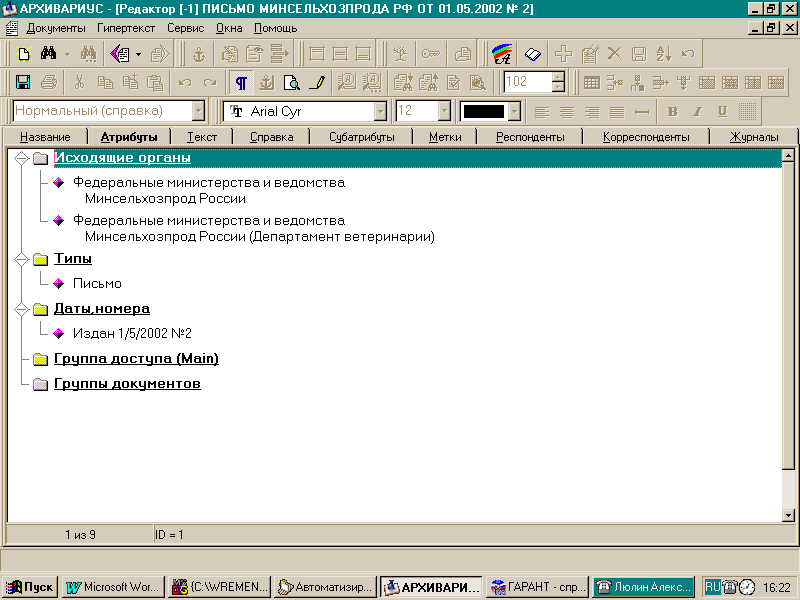 АРХИВАРИУС - [Редактор [-1] ПИСЬМО МИНСЕЛЬХОЗПРОДА РФ ОТ 01.05.2002 № 2]
Документы Гипертекст Сервис Окна Помощь
102
Нормальный (справка) Arial Cyr 12 B I U
Название Атрибуты Текст Справка Субатрибуты Метки Респонденты Корреспонденты Журналы
Исходящие органы
Федеральные министерства и ведомства
Минсельхозпрод России
Федеральные министерства и ведомства
Минсельхозпрод России (Департамент ветеринарии)
Типы
Письмо
Даты,номера
Издан 1/5/2002 №2
Группа доступа (Main)
Группы документов
1 из 9 ID = 1
Пуск Microsoft Wor... {C:\WREMEN... Автоматизир... АРХИВАРИ... ГАРАНТ - спр... Люлин Алекс... RU 16:22